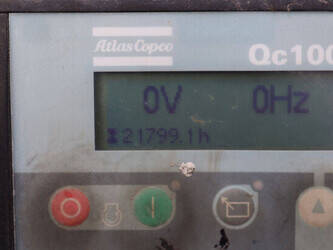 Atlas Copco
Qc100
0V 0Hz
21799.1h